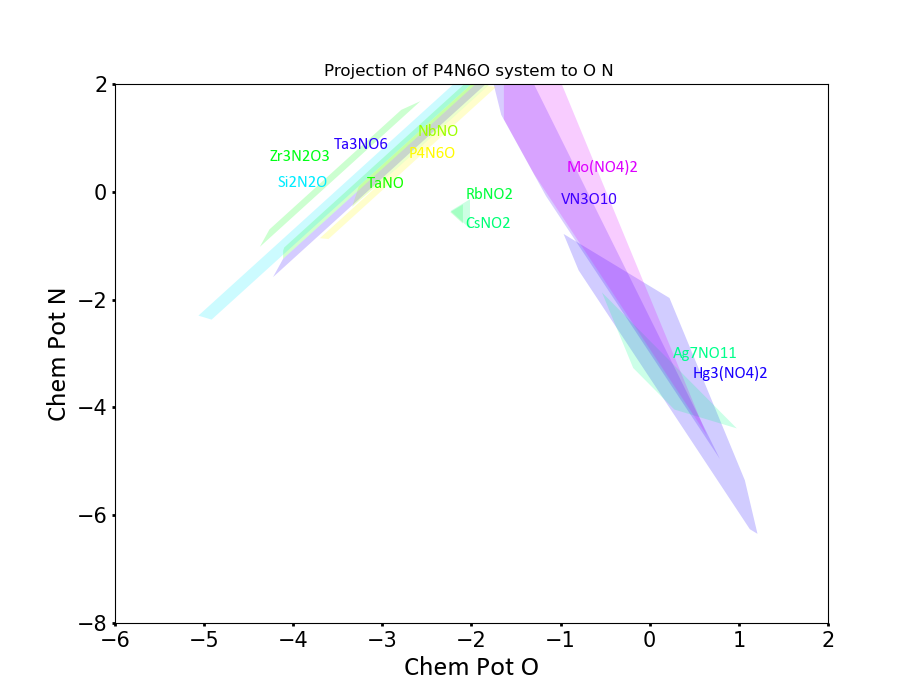 Projection of P4N6O system to O N
2
0
−2
−4
−6
−8
Chem Pot N
NbNO
Ta3NO6
P4N6O
Zr3N2O3
Mo(NO4)2
Si2N2O
TaNO
RbNO2
VN3O10
CsNO2
Ag7NO11
Hg3(NO4)2
−6 −5 −4 −3 −2 −1 0 1 2
Chem Pot O